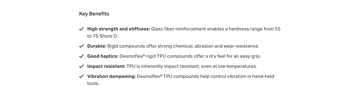 Key Benefits
✓ High strength and stiffness: Glass fiber reinforcement enables a hardness range from 55
to 75 Shore D.
✓ Durable: Rigid compounds offer strong chemical, abrasion and wear resistance.
✓ Good haptics: Desmoflex® rigid TPU compounds offer a dry feel for an easy grip.
✓ Impact resistant: TPU is inherently impact resistant, even at low temperatures.
✓ Vibration dampening: Desmoflex® TPU compounds help control vibration in hand-held
tools.